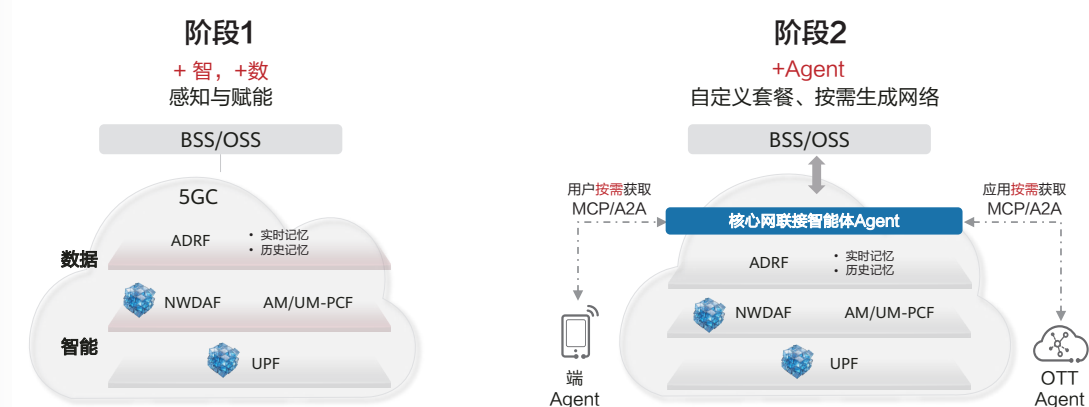 阶段1
+ 智，+数
感知与赋能
BSS/OSS
5GC
ADRF
• 实时记忆
• 历史记忆
数据
NWDAF
AM/UM-PCF
智能
UPF
阶段2
+Agent
自定义套餐、按需生成网络
BSS/OSS
用户按需获取
MCP/A2A
应用按需获取
MCP/A2A
核心网联接智能体Agent
ADRF
• 实时记忆
• 历史记忆
NWDAF
AM/UM-PCF
UPF
端
Agent
OTT
Agent